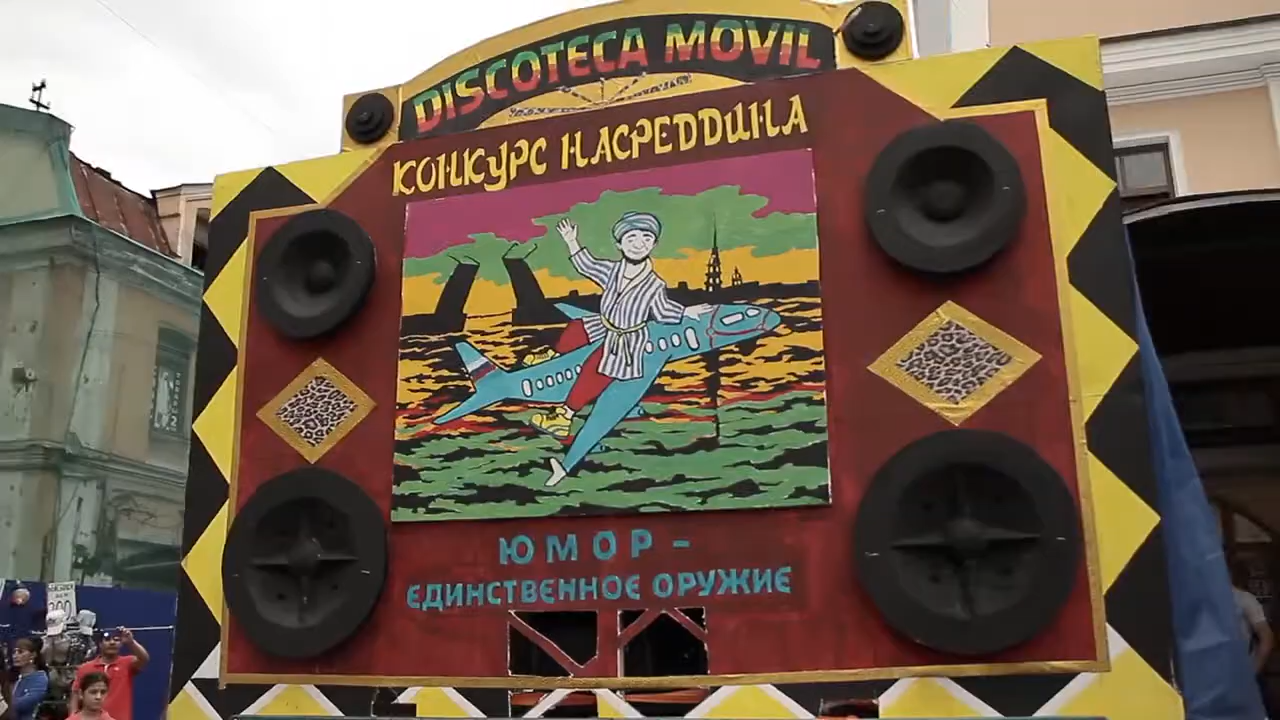 DISCOTECA MOVIL
КОНКУРС НАСРЕДДИНА
ЮМОР -
ЕДИНСТВЕННОЕ ОРУЖИЕ